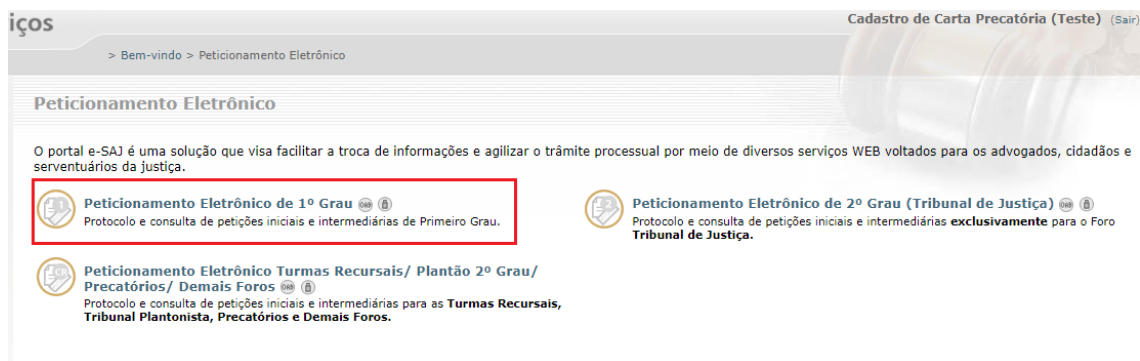 iços
Cadastro de Carta Precatória (Teste) (Sair)
> Bem-vindo > Peticionamento Eletrônico
Peticionamento Eletrônico
O portal e-SAJ é uma solução que visa facilitar a troca de informações e agilizar o trâmite processual por meio de diversos serviços WEB voltados para os advogados, cidadãos e
serventuários da justiça.
Peticionamento Eletrônico de 1º Grau
Protocolo e consulta de petições iniciais e intermediárias de Primeiro Grau.
Peticionamento Eletrônico de 2º Grau (Tribunal de Justiça)
Protocolo e consulta de petições iniciais e intermediárias exclusivamente para o Foro
Tribunal de Justiça.
Peticionamento Eletrônico Turmas Recursais/ Plantão 2º Grau/
Precatórios/ Demais Foros
Protocolo e consulta de petições iniciais e intermediárias para as Turmas Recursais,
Tribunal Plantonista, Precatórios e Demais Foros.